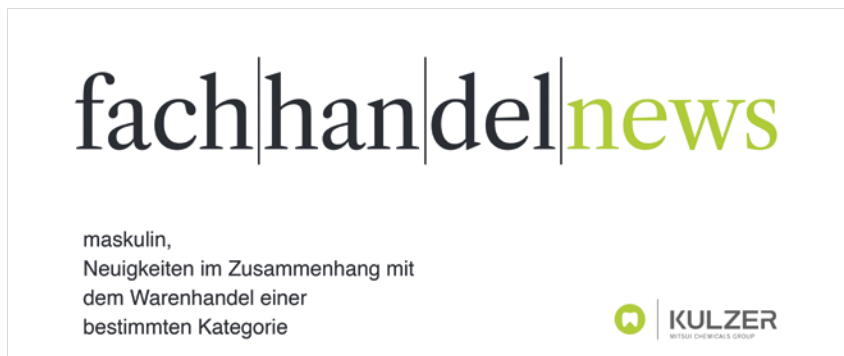 fach|han|del|news
maskulin,
Neuigkeiten im Zusammenhang mit
dem Warenhandel einer
bestimmten Kategorie
KULZER
MITSUI CHEMICALS GROUP